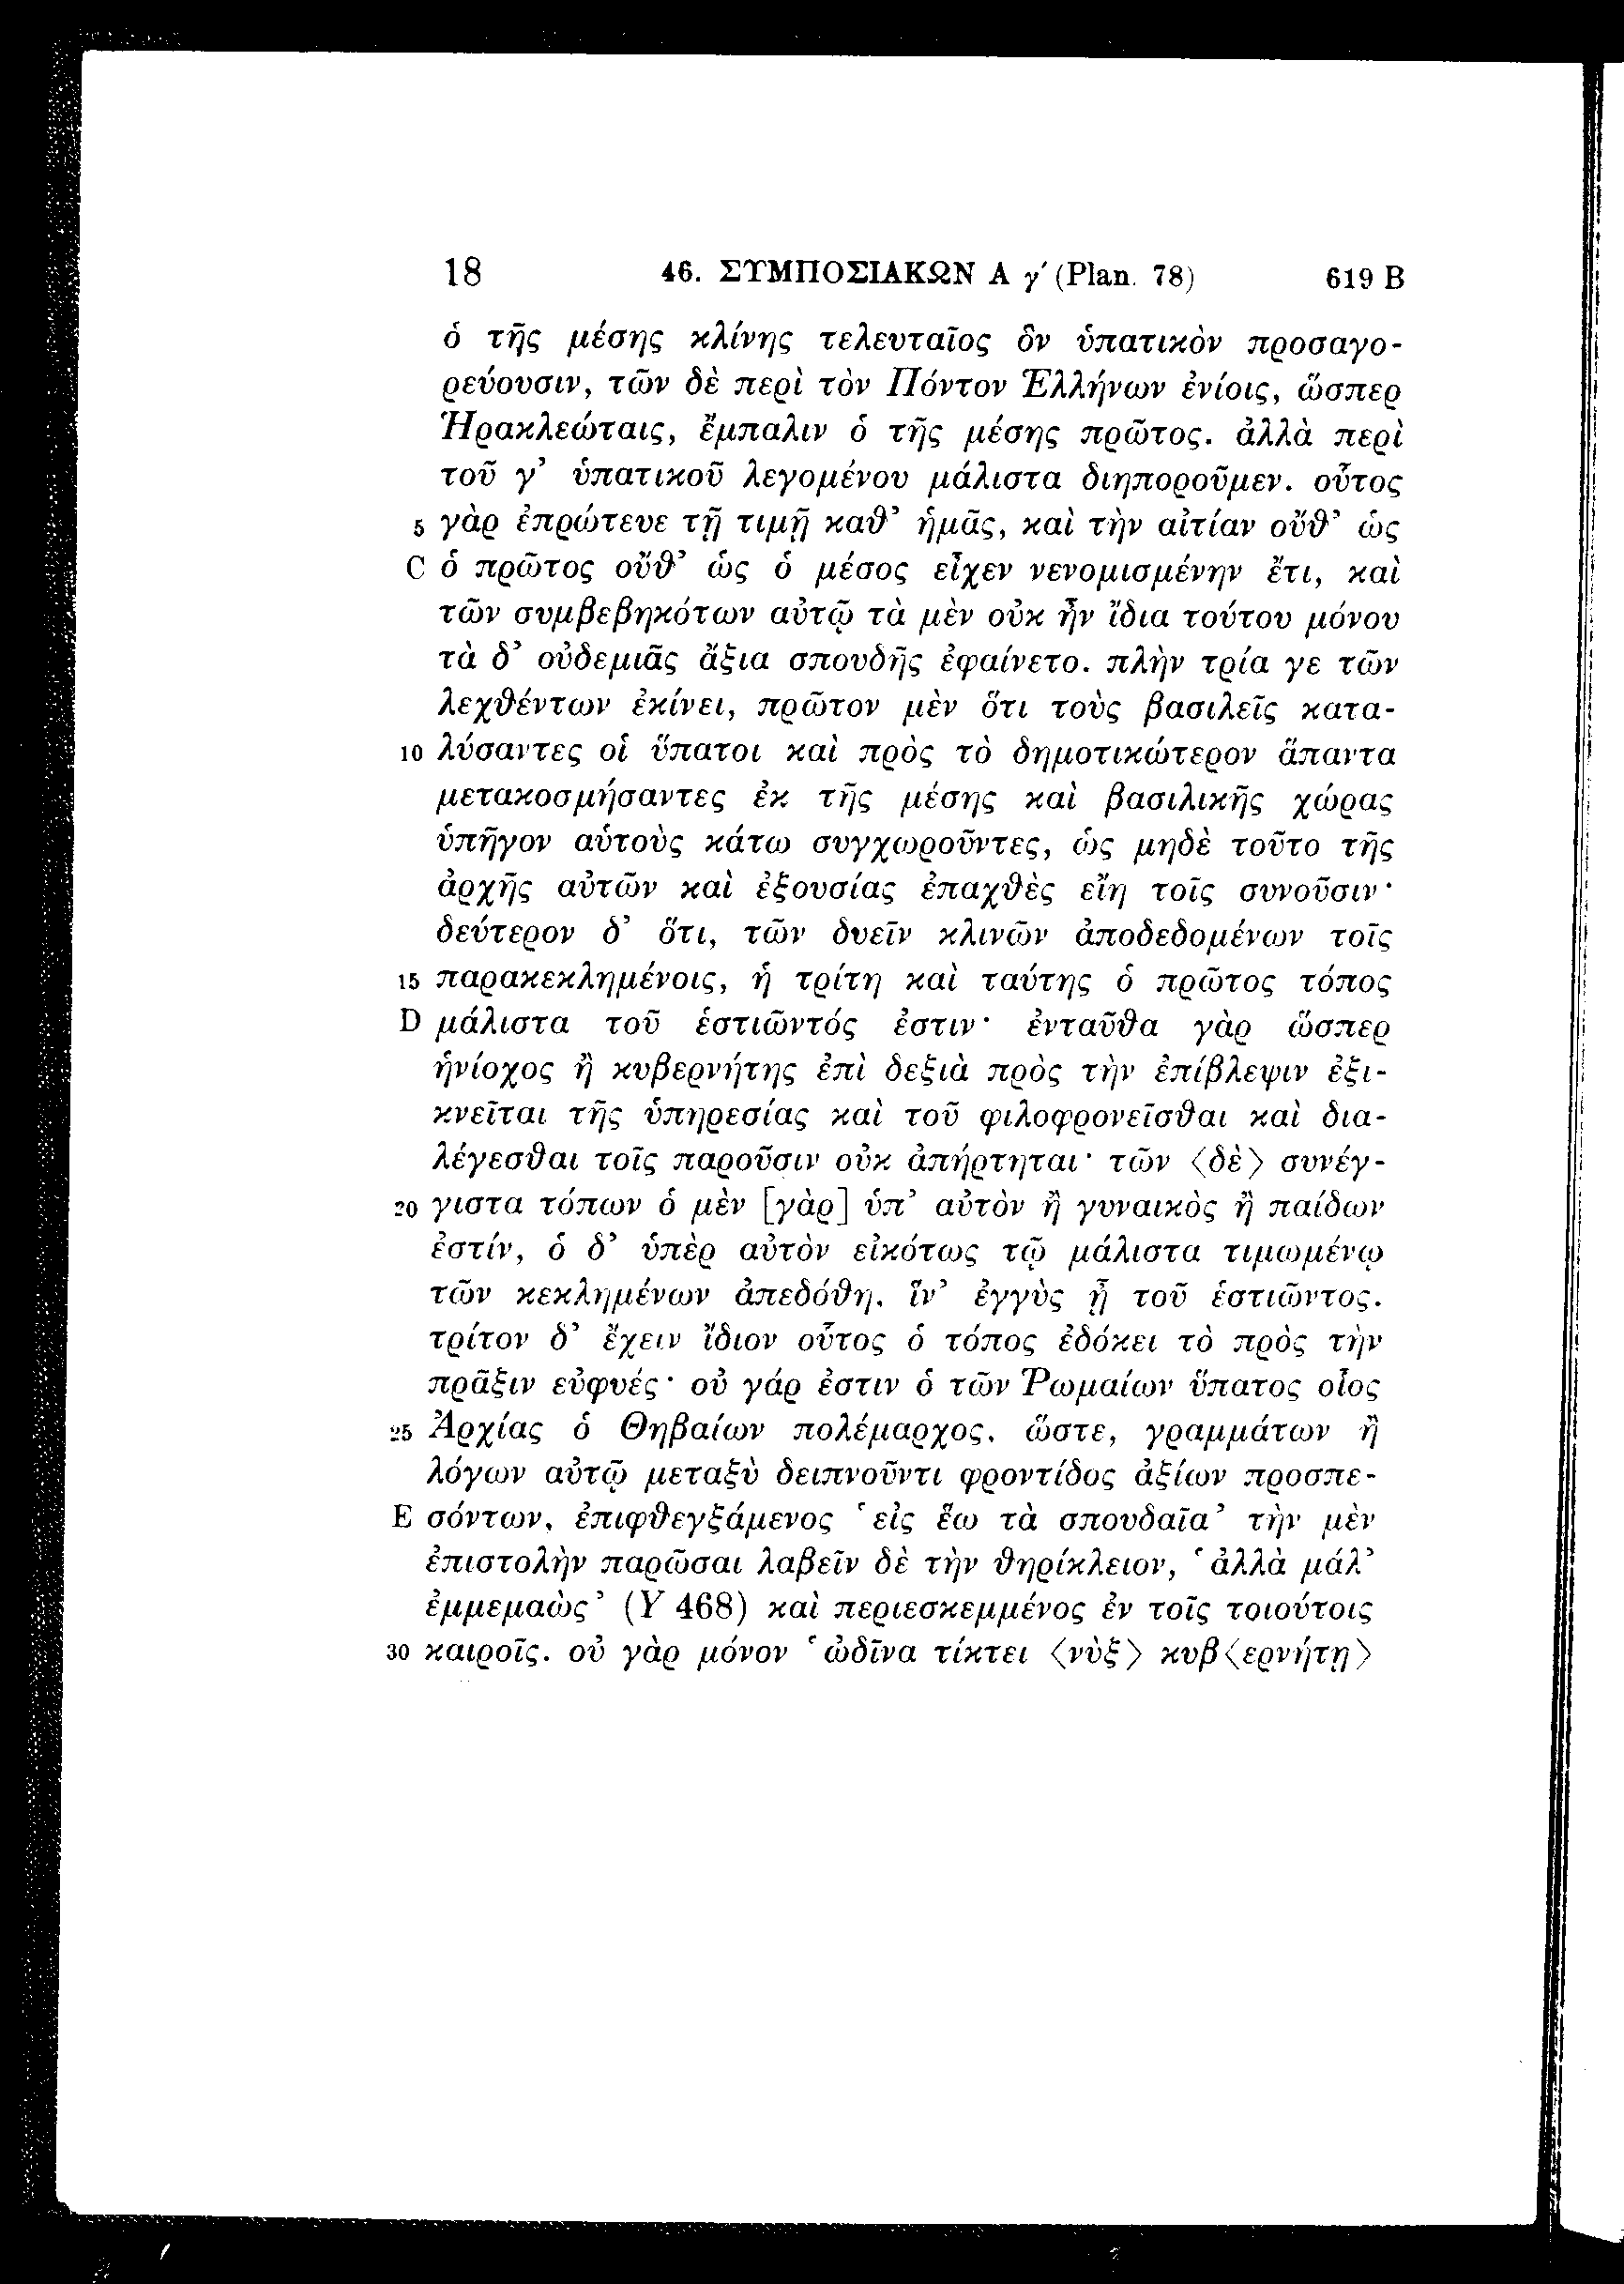 18 46. ΣΥΜΠΟΣΙΑΚΩΝ Α γ´ (Plan. 78) 619 B
ὁ τῆς μέσης κλίνης τελευταῖος ὃν ὑπατικὸν προσαγο-
ρεύουσιν, τῶν δὲ περὶ τὸν Πόντον Ἑλλήνων ἐνίοις, ὥσπερ
Ἡρακλεώταις, ἔμπαλιν ὁ τῆς μέσης πρῶτος. ἀλλὰ περὶ
τοῦ γ’ ὑπατικοῦ λεγομένου μάλιστα διηποροῦμεν. οὗτος
5 γὰρ ἐπρώτευε τῇ τιμῇ καθ’ ἡμᾶς, καὶ τὴν αἰτίαν οὔθ’ ὡς
C ὁ πρῶτος οὔθ’ ὡς ὁ μέσος εἶχεν νενομισμένην ἔτι, καὶ
τῶν συμβεβηκότων αὐτῷ τὰ μὲν οὐκ ἦν ἴδια τούτου μόνου
τὰ δ’ οὐδεμιᾶς ἄξια σπουδῆς ἐφαίνετο. πλὴν τρία γε τῶν
λεχθέντων ἐκίνει, πρῶτον μὲν ὅτι τοὺς βασιλεῖς κατα-
10 λύσαντες οἱ ὕπατοι καὶ πρὸς τὸ δημοτικώτερον ἅπαντα
μετακοσμήσαντες ἐκ τῆς μέσης καὶ βασιλικῆς χώρας
ὑπῆγον αὑτοὺς κάτω συγχωροῦντες, ὡς μηδὲ τοῦτο τῆς
ἀρχῆς αὐτῶν καὶ ἐξουσίας ἐπαχθὲς εἴη τοῖς συνοῦσιν·
δεύτερον δ’ ὅτι, τῶν δυεῖν κλινῶν ἀποδεδομένων τοῖς
15 παρακεκλημένοις, ἡ τρίτη καὶ ταύτης ὁ πρῶτος τόπος
D μάλιστα τοῦ ἑστιῶντός ἐστιν· ἐνταῦθα γὰρ ὥσπερ
ἡνίοχος ἢ κυβερνήτης ἐπὶ δεξιὰ πρὸς τὴν ἐπίβλεψιν ἐξι-
κνεῖται τῆς ὑπηρεσίας καὶ τοῦ φιλοφρονεῖσθαι καὶ δια-
λέγεσθαι τοῖς παροῦσιν οὐκ ἀπήρτηται· τῶν ⟨δὲ⟩ συνέγ-
20 γιστα τόπων ὁ μὲν [γὰρ] ὑπ’ αὐτὸν ἢ γυναικὸς ἢ παίδων
ἐστίν, ὁ δ’ ὑπὲρ αὐτὸν εἰκότως τῷ μάλιστα τιμωμένῳ
τῶν κεκλημένων ἀπεδόθη, ἵν’ ἐγγὺς ᾖ τοῦ ἑστιῶντος.
τρίτον δ’ ἔχειν ἴδιον οὗτος ὁ τόπος ἐδόκει τὸ πρὸς τὴν
πρᾶξιν εὐφυές· οὐ γάρ ἐστιν ὁ τῶν Ῥωμαίων ὕπατος οἷος
25 Ἀρχίας ὁ Θηβαίων πολέμαρχος, ὥστε, γραμμάτων ἢ
λόγων αὐτῷ μεταξὺ δειπνοῦντι φροντίδος ἀξίων προσπε-
E σόντων, ἐπιφθεγξάμενος ‘εἰς ἕω τὰ σπουδαῖα’ τὴν μὲν
ἐπιστολὴν παρῶσαι λαβεῖν δὲ τὴν θηρίκλειον, ‘ἀλλὰ μάλ’
ἐμμεμαὼς’ (Υ 468) καὶ περιεσκεμμένος ἐν τοῖς τοιούτοις
30 καιροῖς. οὐ γὰρ μόνον ‘ὠδῖνα τίκτει ⟨νὺξ⟩ κυβ⟨ερνήτῃ⟩